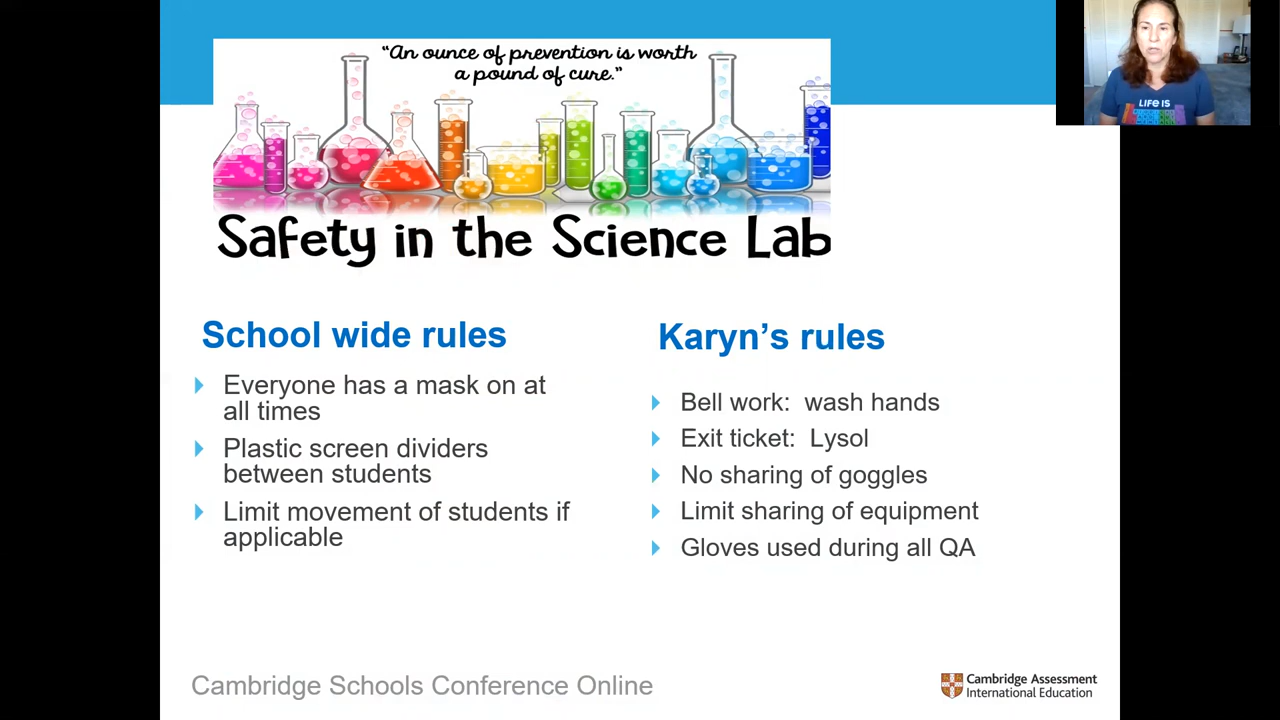 “An ounce of prevention is worth
a pound of cure.”
Safety in the Science Lab
LIFE IS
School wide rules
Everyone has a mask on at
all times
Plastic screen dividers
between students
Limit movement of students if
applicable
Karyn’s rules
Bell work: wash hands
Exit ticket: Lysol
No sharing of goggles
Limit sharing of equipment
Gloves used during all QA
Cambridge Schools Conference Online
Cambridge Assessment
International Education